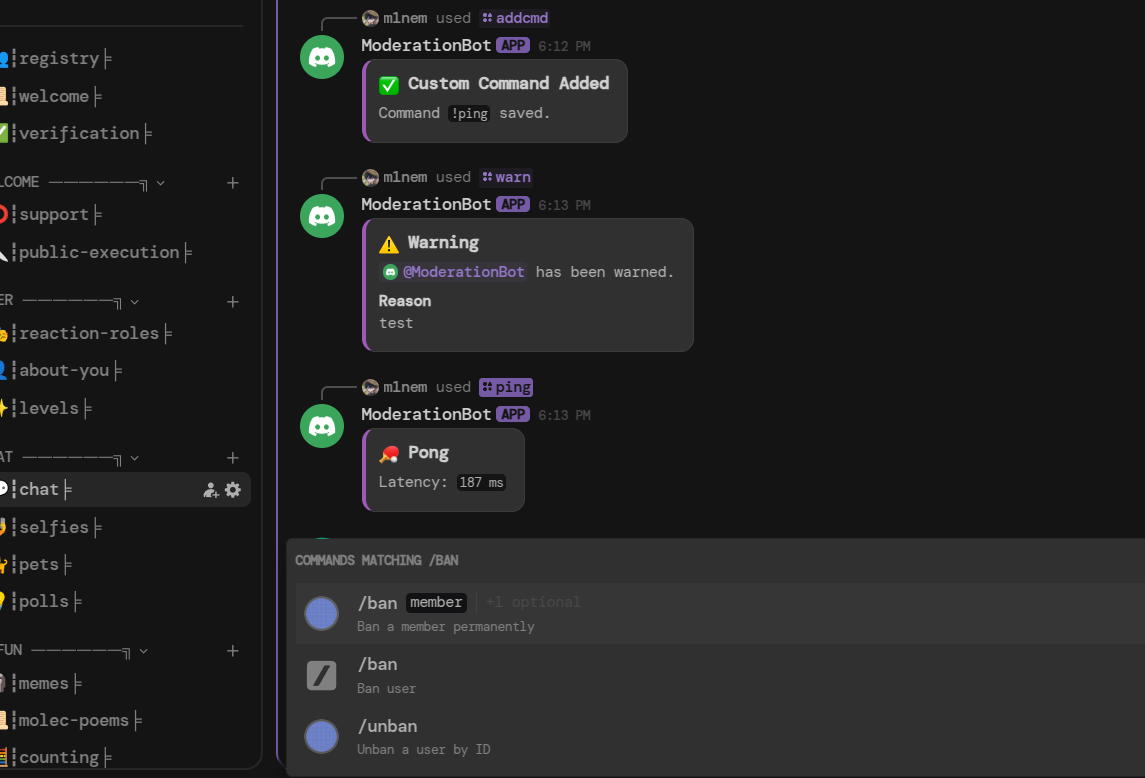 registry
welcome
verification
LCOME
support
public-execution
ER
reaction-roles
about-you
levels
AT
chat
selfies
pets
polls
FUN
memes
molec-poems
counting
m1nem used addcmd
ModerationBot APP 6:12 PM
Custom Command Added
Command !ping saved.
m1nem used warn
ModerationBot APP 6:13 PM
Warning
@ModerationBot has been warned.
Reason
test
m1nem used ping
ModerationBot APP 6:13 PM
Pong
Latency: 187 ms
COMMANDS MATCHING /BAN
/ban member +1 optional
Ban a member permanently
/ban
Ban user
/unban
Unban a user by ID